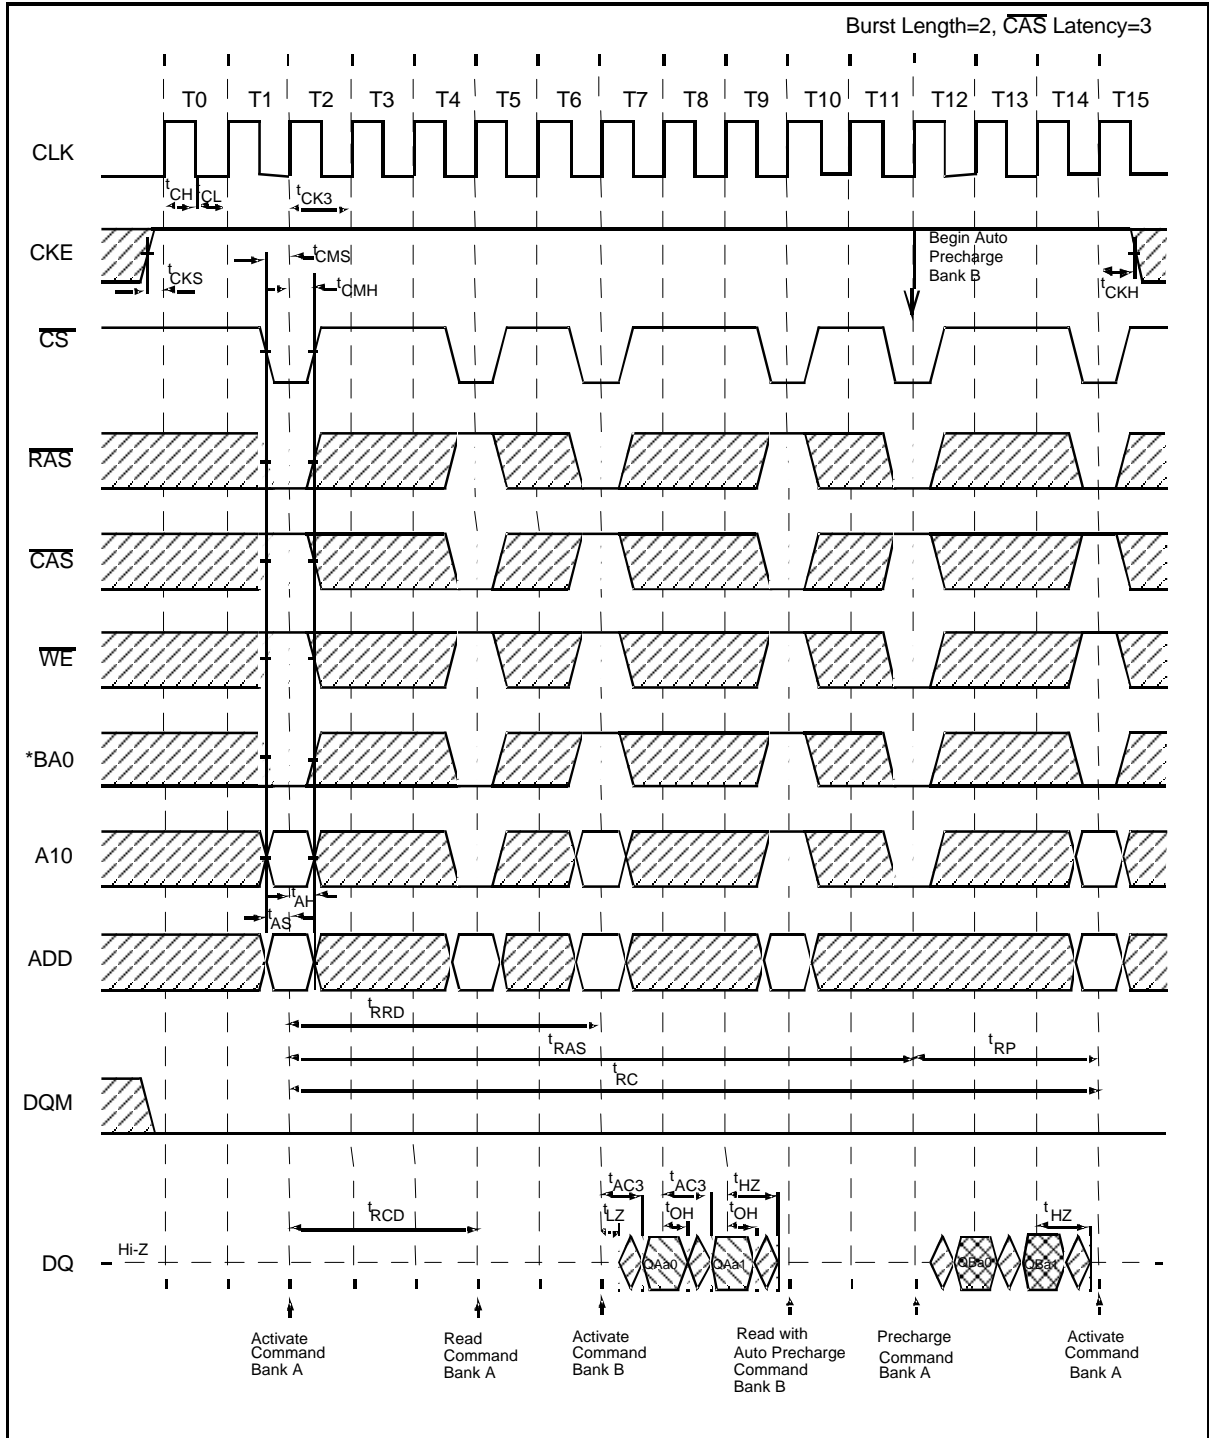 Burst Length=2, CAS Latency=3
T0 T1 T2 T3 T4 T5 T6 T7 T8 T9 T10 T11 T12 T13 T14 T15
CLK
tCH tCL tCK3
CKE
tCMS
Begin Auto
Precharge
Bank B
tCKS
tCMH
tCKH
CS
RAS
CAS
WE
*BA0
A10
tAH
tAS
ADD
tRRD
tRAS
tRP
tRC
DQM
tAC3 tAC3 tHZ
tRCD
tLZ tOH tOH
tHZ
Hi-Z
DQ
QAa0 QAa1 QBa0 QBa1
Activate
Command
Bank A
Read
Command
Bank A
Activate
Command
Bank B
Read with
Auto Precharge
Command
Bank B
Precharge
Command
Bank A
Activate
Command
Bank A